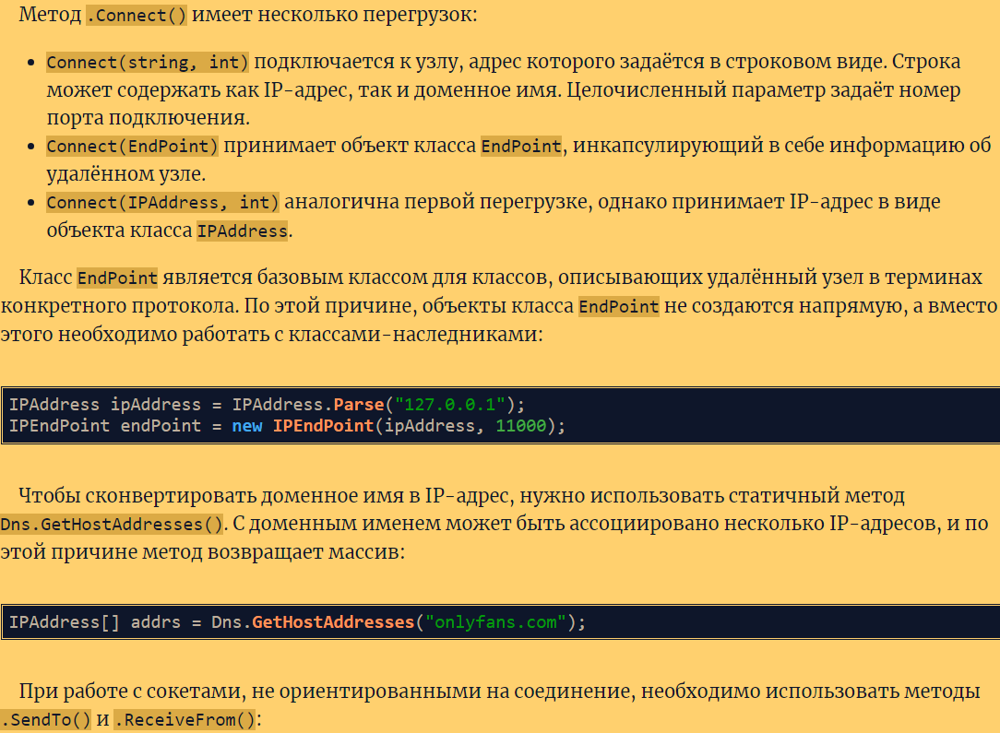 Метод .Connect() имеет несколько перегрузок:
• Connect(string, int) подключается к узлу, адрес которого задаётся в строковом виде. Строка
может содержать как IP-адрес, так и доменное имя. Целочисленный параметр задаёт номер
порта подключения.
• Connect(EndPoint) принимает объект класса EndPoint, инкапсулирующий в себе информацию об
удалённом узле.
• Connect(IPAddress, int) аналогична первой перегрузке, однако принимает IP-адрес в виде
объекта класса IPAddress.
Класс EndPoint является базовым классом для классов, описывающих удалённый узел в терминах
конкретного протокола. По этой причине, объекты класса EndPoint не создаются напрямую, а вместо
этого необходимо работать с классами-наследниками:
IPAddress ipAddress = IPAddress.Parse("127.0.0.1");
IPEndPoint endPoint = new IPEndPoint(ipAddress, 11000);
Чтобы сконвертировать доменное имя в IP-адрес, нужно использовать статичный метод
Dns.GetHostAddresses(). С доменным именем может быть ассоциировано несколько IP-адресов, и по
этой причине метод возвращает массив:
IPAddress[] addrs = Dns.GetHostAddresses("onlyfans.com");
При работе с сокетами, не ориентированными на соединение, необходимо использовать методы
.SendTo() и .ReceiveFrom():